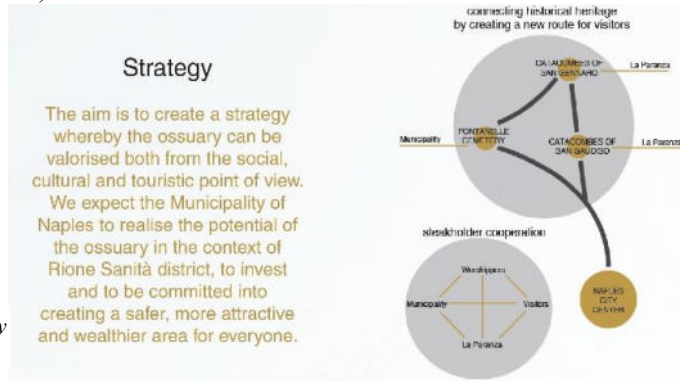 connecting historical heritage
by creating a new route for visitors
Strategy
The aim is to create a strategy
whereby the ossuary can be
valorised both from the social,
cultural and touristic point of view.
We expect the Municipality of
Naples to realise the potential of
the ossuary in the context of
Rione Sanità district, to invest
and to be committed into
creating a safer, more attractive
and wealthier area for everyone.
CATACOMBES OF
SAN GENNARO
La Paranza
Municipality
FONTANELLE
CEMETERY
CATACOMBES OF
SAN GAUDISO
La Paranza
steakholder cooperation
Worshippers
Municipality
Visitors
La Paranza
NAPLES
CITY
CENTER